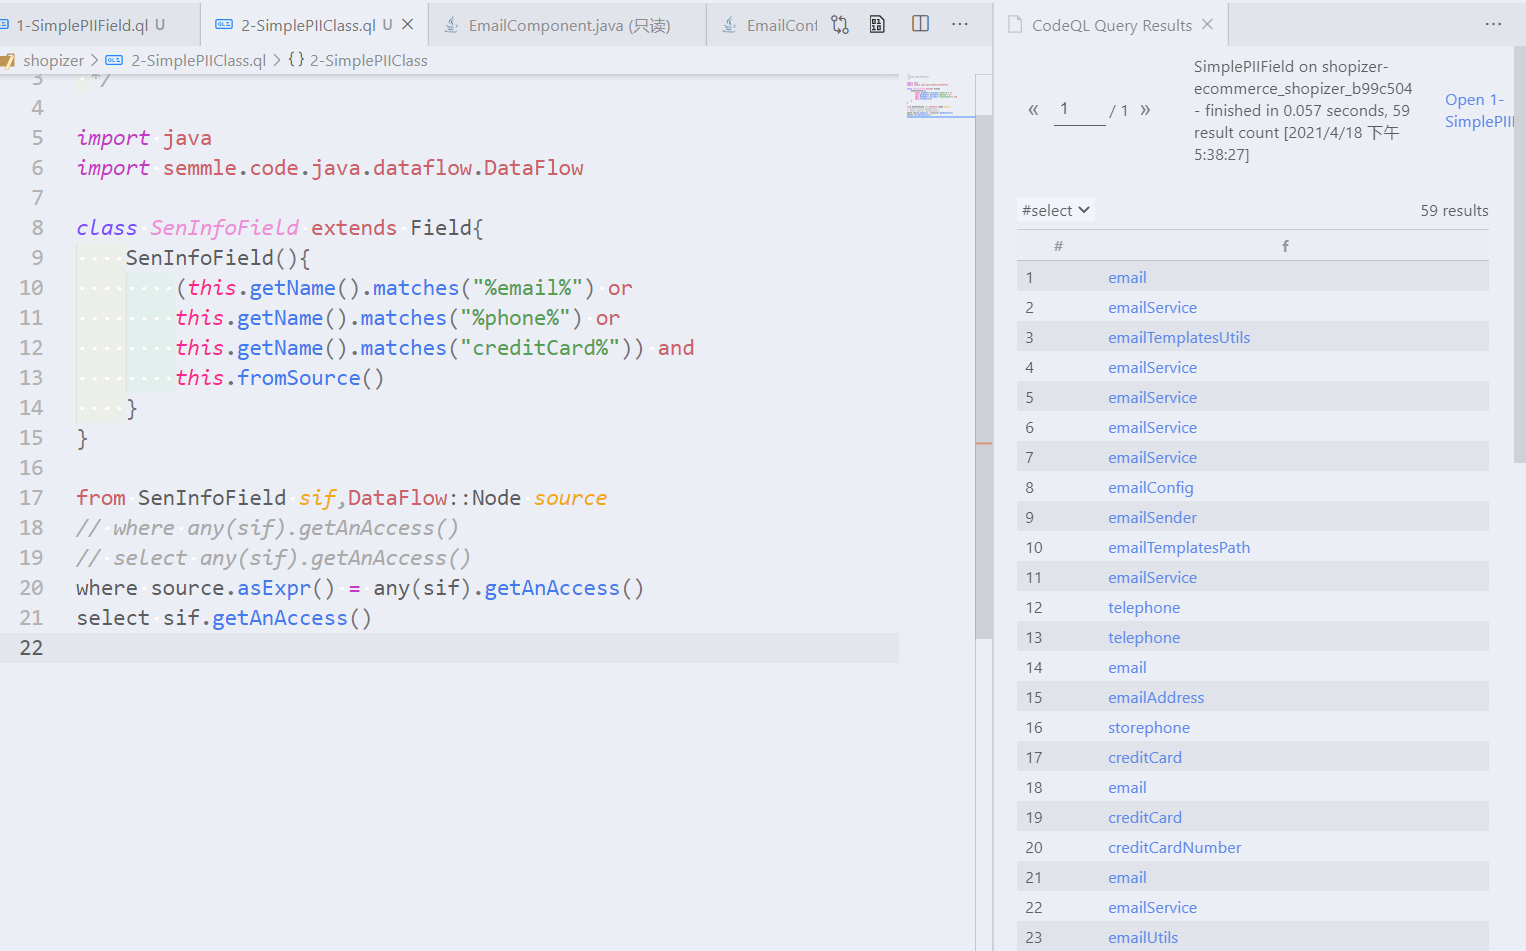 1-SimplePIIField.ql U
2-SimplePIIClass.ql U
EmailComponent.java (只读)
EmailConf
CodeQL Query Results
shopizer > 2-SimplePIIClass.ql > {} 2-SimplePIIClass
3 */
4
5 import java
6 import semmle.code.java.dataflow.DataFlow
7
8 class SenInfoField extends Field{
9 SenInfoField(){
10 (this.getName().matches("%email%") or
11 this.getName().matches("%phone%") or
12 this.getName().matches("creditCard%")) and
13 this.fromSource()
14 }
15 }
16
17 from SenInfoField sif,DataFlow::Node source
18 // where any(sif).getAnAccess()
19 // select any(sif).getAnAccess()
20 where source.asExpr() = any(sif).getAnAccess()
21 select sif.getAnAccess()
22
« 1 / 1 »
SimplePIIField on shopizer-
ecommerce_shopizer_b99c504
- finished in 0.057 seconds, 59
result count [2021/4/18 下午
5:38:27]
Open 1-
SimplePII
#select
59 results
# f
1 email
2 emailService
3 emailTemplatesUtils
4 emailService
5 emailService
6 emailService
7 emailService
8 emailConfig
9 emailSender
10 emailTemplatesPath
11 emailService
12 telephone
13 telephone
14 email
15 emailAddress
16 storephone
17 creditCard
18 email
19 creditCard
20 creditCardNumber
21 email
22 emailService
23 emailUtils